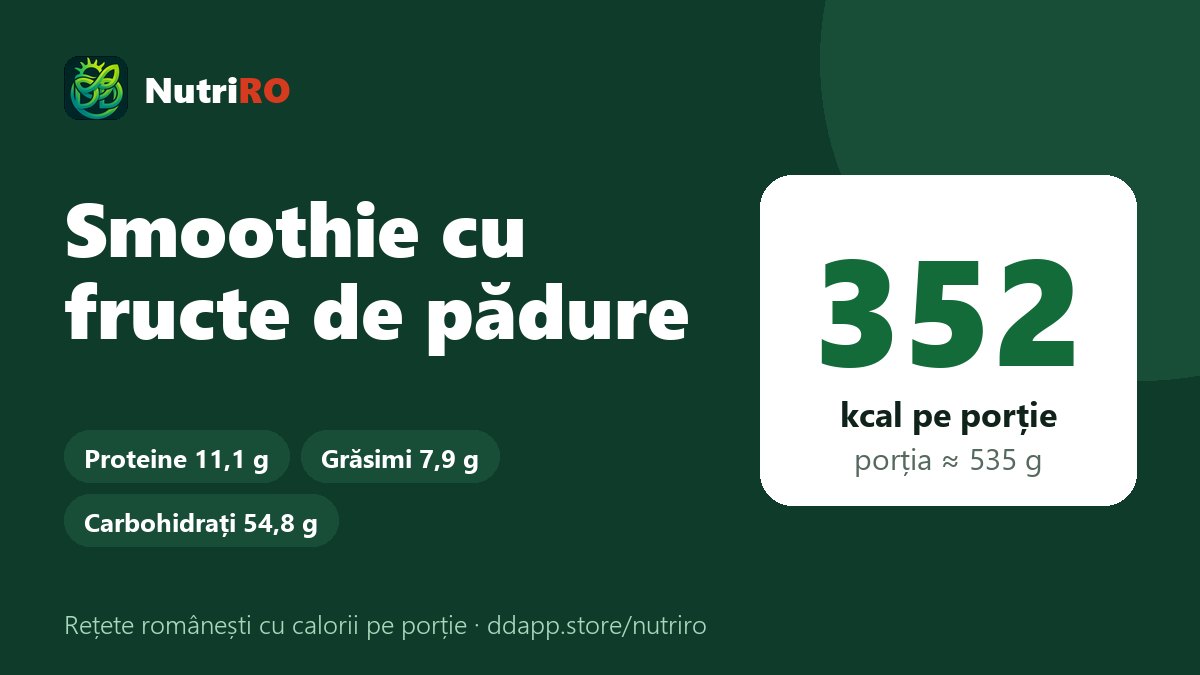 NutriRO
Smoothie cu
fructe de pădure
352
kcal pe porție
porția ≈ 535 g
Proteine 11,1 g
Grăsimi 7,9 g
Carbohidrați 54,8 g
Rețete românești cu calorii pe porție · ddapp.store/nutriro